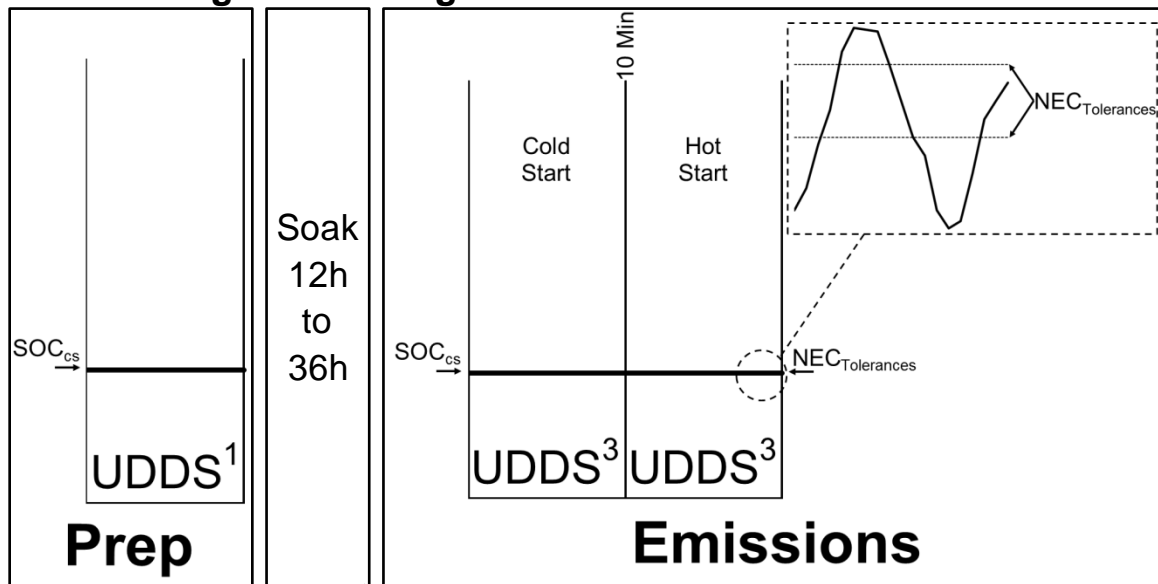 SOCcs
UDDS1
Prep
Soak
12h
to
36h
10 Min
Cold
Start
Hot
Start
NECTolerances
SOCcs
NECTolerances
UDDS3
UDDS3
Emissions